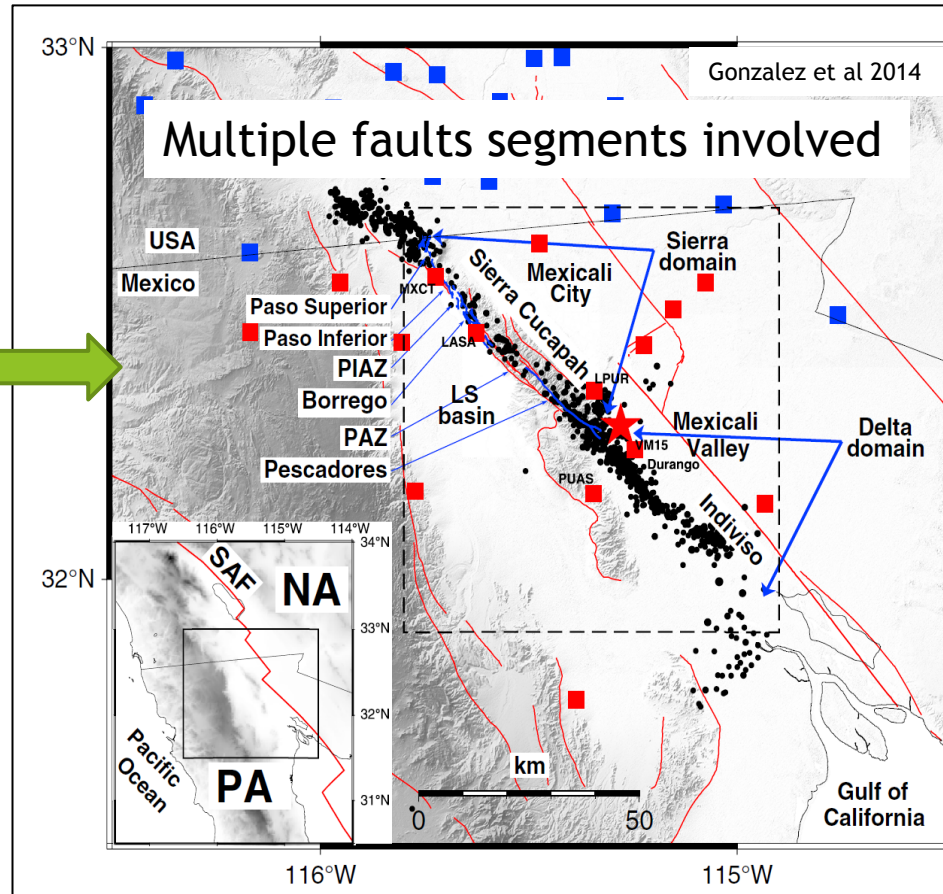 33°N
Gonzalez et al 2014
Multiple faults segments involved
USA
Mexico
Sierra
domain
Mexicali
City
Sierra Cucapah
MXCT
Paso Superior
Paso Inferior
LASA
PIAZ
Borrego
LS
basin
LPUR
PAZ
Mexicali
Valley
Delta
domain
VM15
Pescadores
Durango
PUAS
Indiviso
32°N
117°W
116°W
115°W
114°W
34°N
SAF
NA
33°N
32°N
Pacific
Ocean
PA
31°N
km
0
50
Gulf of
California
116°W
115°W